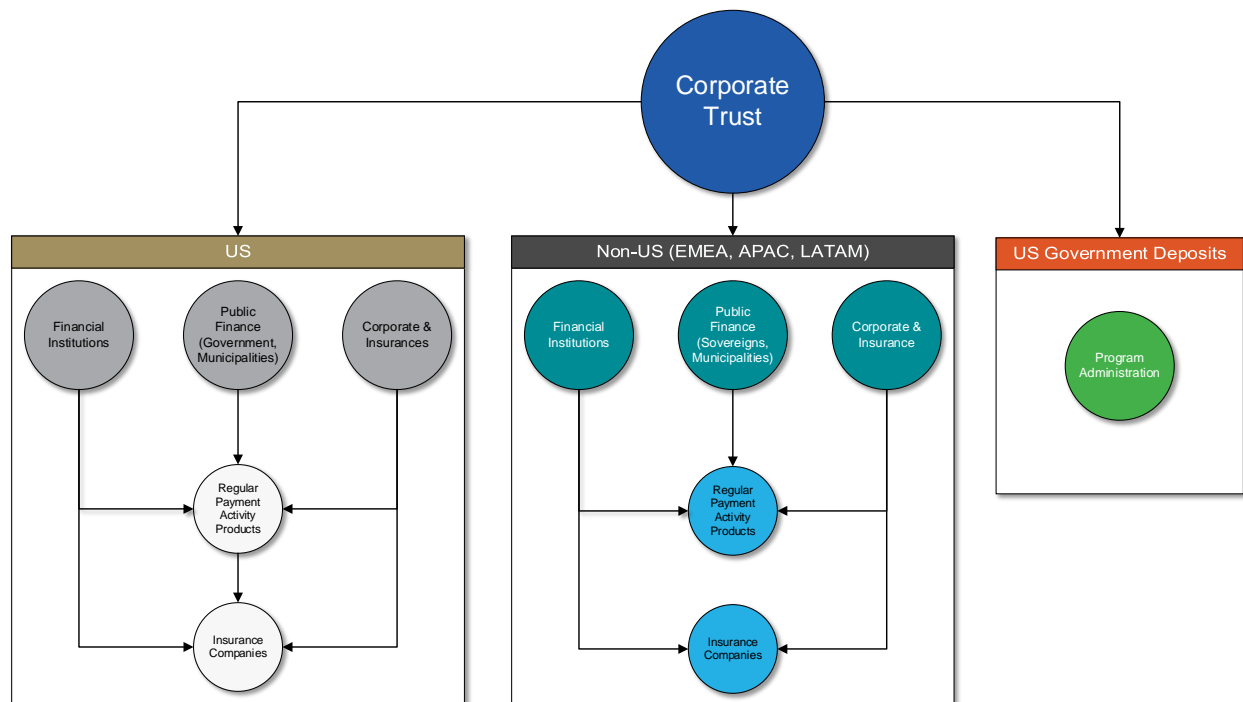 Corporate
Trust
US
Non-US (EMEA, APAC, LATAM)
US Government Deposits
Financial
Institutions
Public
Finance
(Government,
Municipalities)
Corporate &
Insurances
Financial
Institutions
Public
Finance
(Sovereigns,
Municipalities)
Corporate &
Insurance
Program
Administration
Regular
Payment
Activity
Products
Regular
Payment
Activity
Products
Insurance
Companies
Insurance
Companies